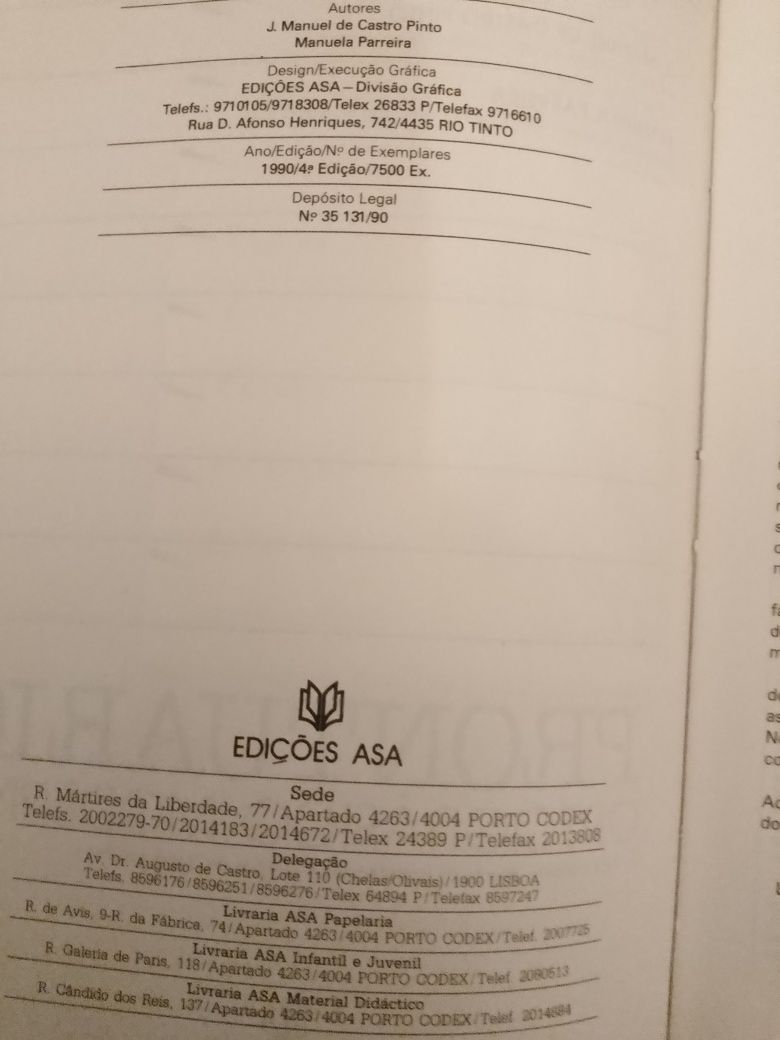 Autores
J. Manuel de Castro Pinto
Manuela Parreira
Design/Execução Gráfica
EDIÇÕES ASA – Divisão Gráfica
Telefs.: 9710105/9718308/Telex 26833 P/Telefax 9716610
Rua D. Afonso Henriques, 742/4435 RIO TINTO
Ano/Edição/Nº de Exemplares
1990/4ª Edição/7500 Ex.
Depósito Legal
Nº 35 131/90
EDIÇÕES ASA
Sede
R. Mártires da Liberdade, 77/Apartado 4263/4004 PORTO CODEX
Telefs. 2002279-70/2014183/2014672/Telex 24389 P/Telefax 2013808
Delegação
Av. Dr. Augusto de Castro, Lote 110 (Chelas/Olivais)/1900 LISBOA
Telefs. 8596176/8596251/8596276/Telex 64894 P/Telefax 8597247
Livraria ASA Papelaria
R. de Avis, 9-R. da Fábrica, 74/Apartado 4263/4004 PORTO CODEX/Telef. 2007725
Livraria ASA Infantil e Juvenil
R. Galeria de Paris, 118/Apartado 4263/4004 PORTO CODEX/Telef. 2080513
Livraria ASA Material Didáctico
R. Cândido dos Reis, 137/Apartado 4263/4004 PORTO CODEX/Telef. 2014884